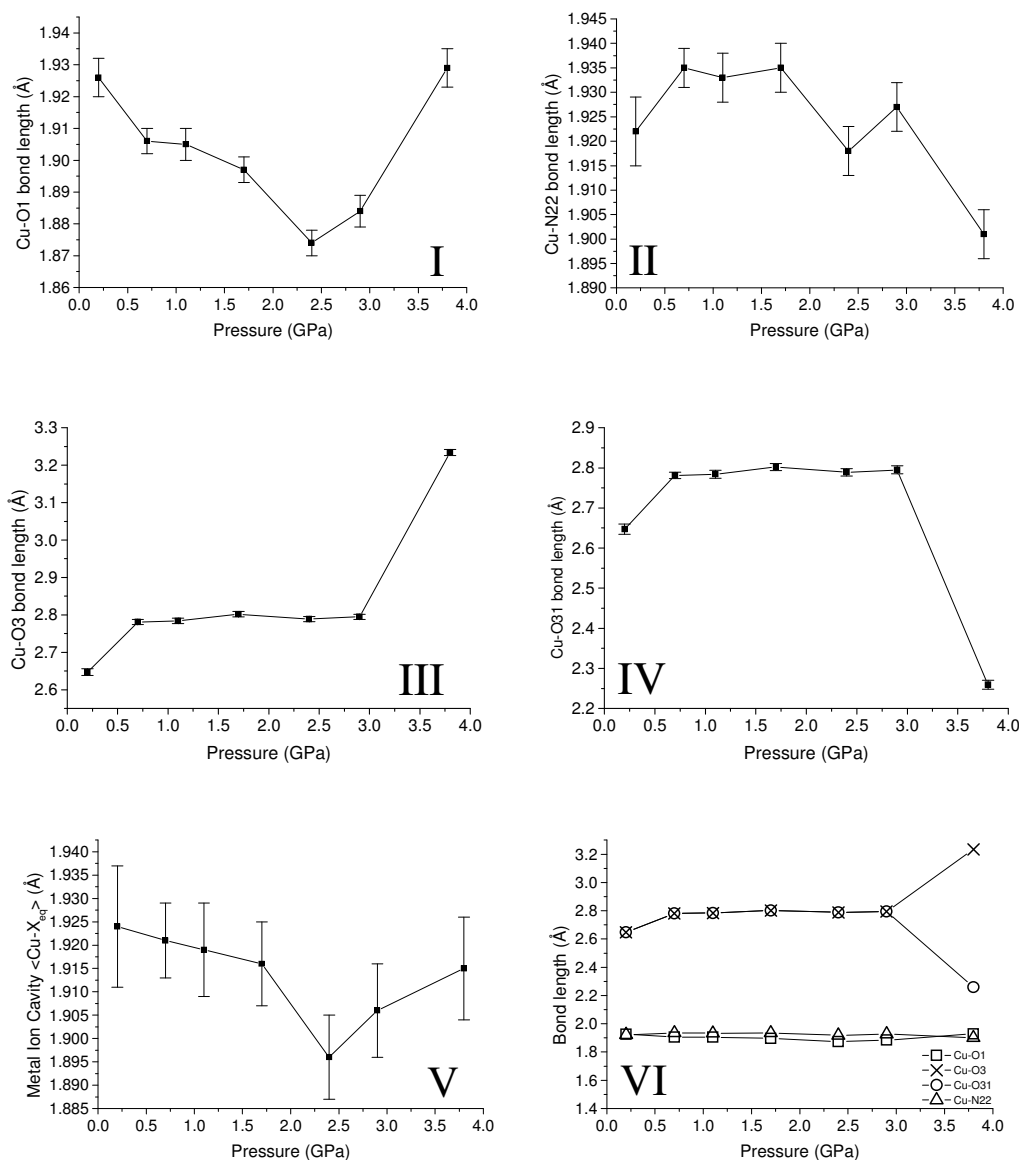 Cu-O1 bond length (Å)
1.94
1.93
1.92
1.91
1.90
1.89
1.88
1.87
1.86
0.0 0.5 1.0 1.5 2.0 2.5 3.0 3.5 4.0
Pressure (GPa)
I
Cu-N22 bond length (Å)
1.945
1.940
1.935
1.930
1.925
1.920
1.915
1.910
1.905
1.900
1.895
1.890
0.0 0.5 1.0 1.5 2.0 2.5 3.0 3.5 4.0
Pressure (GPa)
II
Cu-O3 bond length (Å)
3.3
3.2
3.1
3.0
2.9
2.8
2.7
2.6
0.0 0.5 1.0 1.5 2.0 2.5 3.0 3.5 4.0
Pressure (GPa)
III
Cu-O31 bond length (Å)
2.9
2.8
2.7
2.6
2.5
2.4
2.3
2.2
0.0 0.5 1.0 1.5 2.0 2.5 3.0 3.5 4.0
Pressure (GPa)
IV
Metal Ion Cavity <Cu-Xeq> (Å)
1.940
1.935
1.930
1.925
1.920
1.915
1.910
1.905
1.900
1.895
1.890
1.885
0.0 0.5 1.0 1.5 2.0 2.5 3.0 3.5 4.0
Pressure (GPa)
V
Bond length (Å)
3.2
3.0
2.8
2.6
2.4
2.2
2.0
1.8
1.6
1.4
0.0 0.5 1.0 1.5 2.0 2.5 3.0 3.5 4.0
Pressure (GPa)
VI
Cu-O1
Cu-O3
Cu-O31
Cu-N22